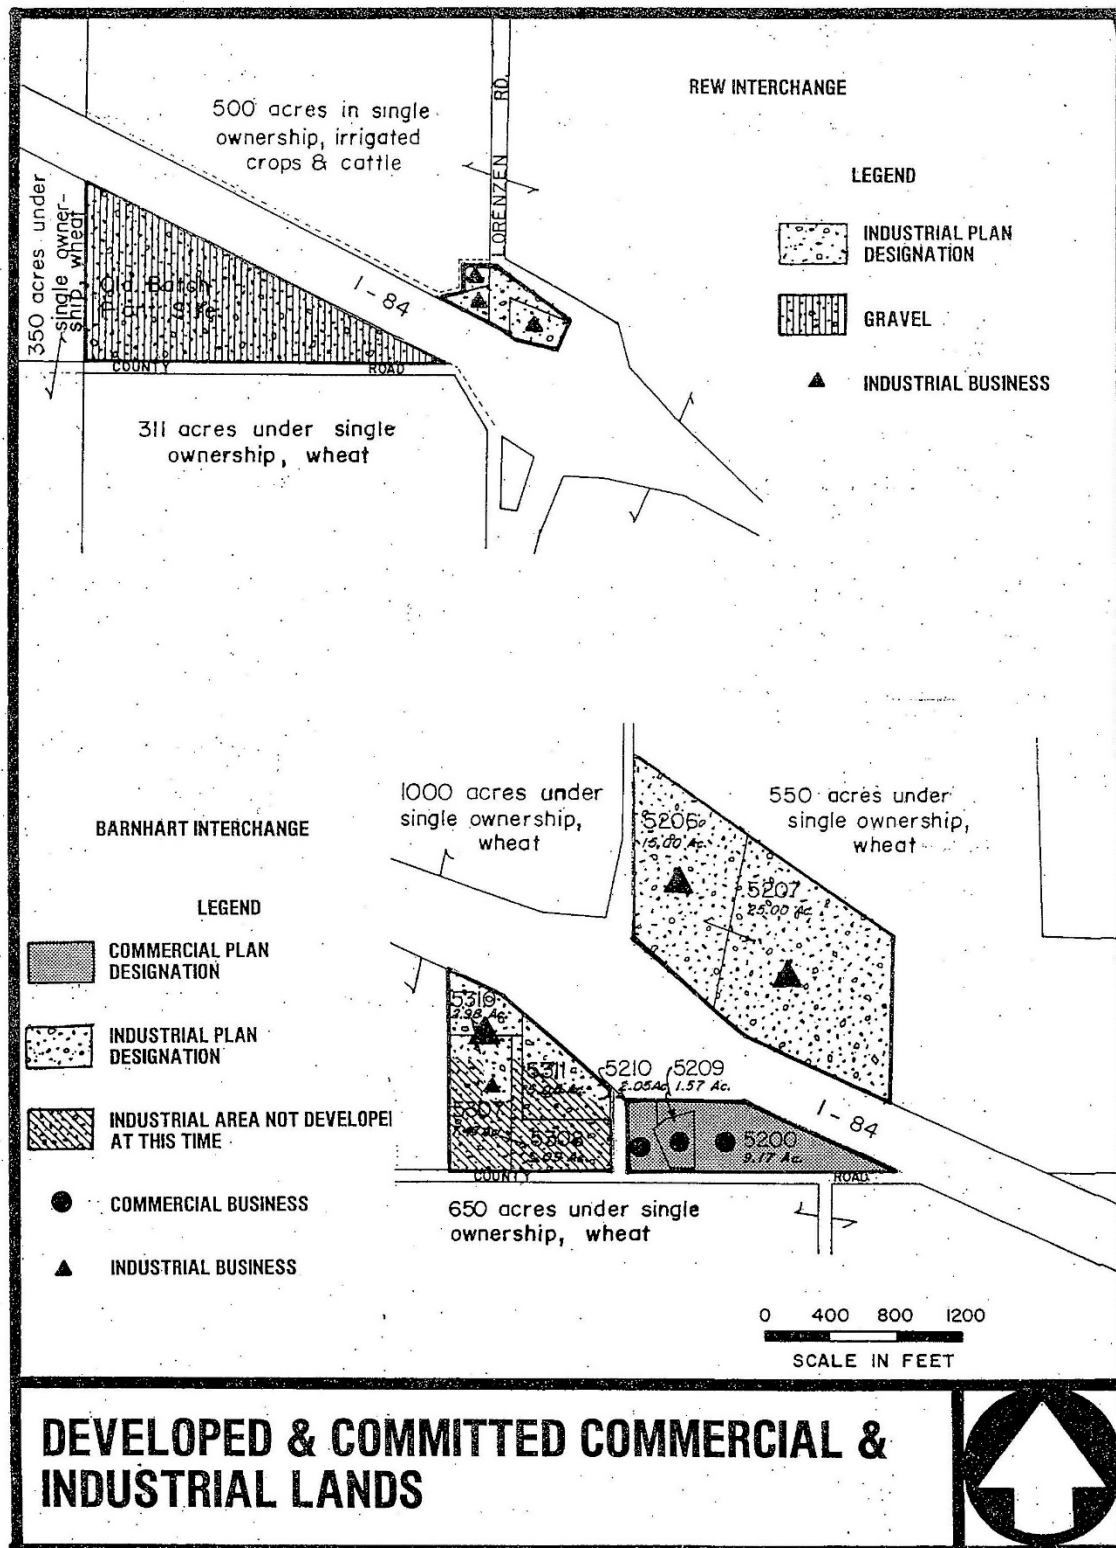 REW INTERCHANGE
500 acres in single
ownership, irrigated
crops & cattle
LORENZEN RD.
LEGEND
INDUSTRIAL PLAN
DESIGNATION
GRAVEL
INDUSTRIAL BUSINESS
350 acres under
single owner-
ship, wheat
Old Batch
I-84
COUNTY ROAD
311 acres under single
ownership, wheat
BARNHART INTERCHANGE
LEGEND
COMMERCIAL PLAN
DESIGNATION
INDUSTRIAL PLAN
DESIGNATION
INDUSTRIAL AREA NOT DEVELOPE
AT THIS TIME
COMMERCIAL BUSINESS
INDUSTRIAL BUSINESS
1000 acres under
single ownership,
wheat
550 acres under
single ownership,
wheat
5206
15.00 Ac.
5207
25.00 Ac.
5319
5311
5307
5308
5.09 Ac.
5210
2.05 Ac.
5209
1.57 Ac.
5200
9.17 Ac.
I-84
COUNTY ROAD
650 acres under single
ownership, wheat
0 400 800 1200
SCALE IN FEET
DEVELOPED & COMMITTED COMMERCIAL &
INDUSTRIAL LANDS